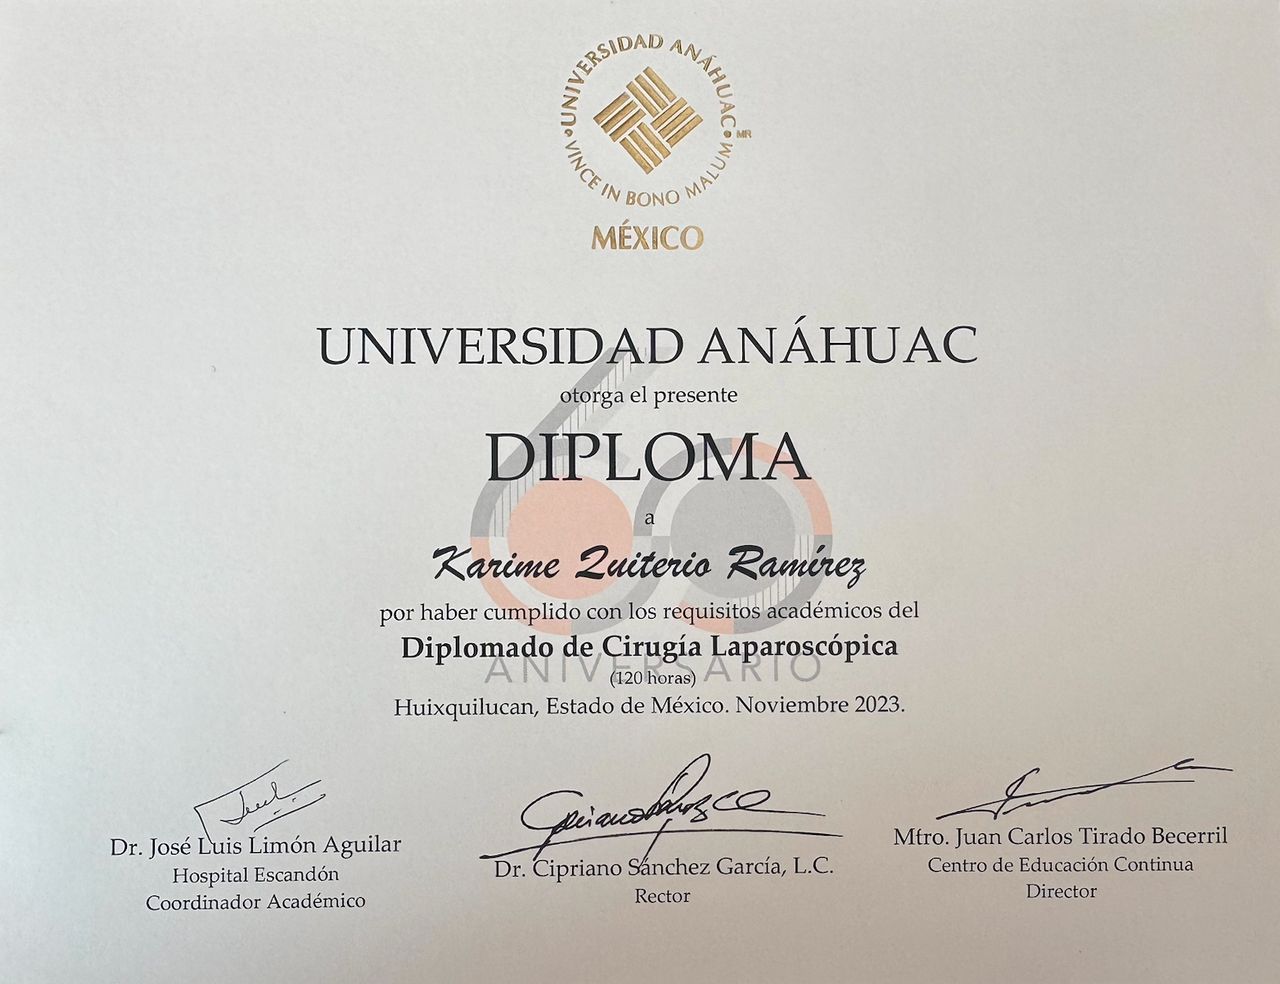 UNIVERSIDAD ANÁHUAC
MR
VINCE IN BONO MALUM
MÉXICO
UNIVERSIDAD ANÁHUAC
otorga el presente
DIPLOMA
a
Karime Quiterio Ramírez
por haber cumplido con los requisitos académicos del
Diplomado de Cirugía Laparoscópica
60 ANIVERSARIO
(120 horas)
Huixquilucan, Estado de México. Noviembre 2023.
Dr. José Luis Limón Aguilar
Hospital Escandón
Coordinador Académico
Dr. Cipriano Sánchez García, L.C.
Rector
Mtro. Juan Carlos Tirado Becerril
Centro de Educación Continua
Director